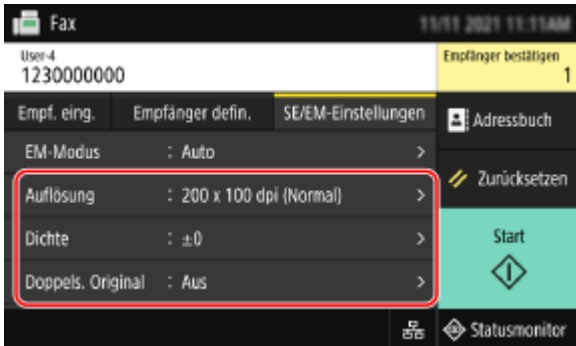 Fax
11/11 2021 11:11AM
User-4
1230000000
Empfänger bestätigen
1
Empf. eing.
Empfänger defin.
SE/EM-Einstellungen
Adressbuch
EM-Modus : Auto
Zurücksetzen
Auflösung : 200 x 100 dpi (Normal)
Dichte : ±0
Start
Doppels. Original : Aus
Statusmonitor